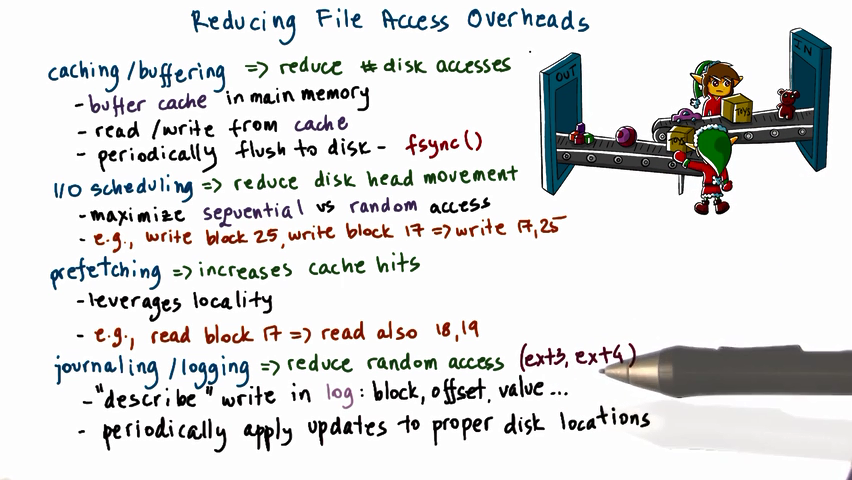 Reducing File Access Overheads
caching/buffering => reduce # disk accesses
- buffer cache in main memory
- read/write from cache
- periodically flush to disk - fsync()
I/O scheduling => reduce disk head movement
- maximize sequential vs random access
- e.g., write block 25, write block 17 => write 17,25
prefetching => increases cache hits
- leverages locality
- e.g., read block 17 => read also 18,19
journaling/logging => reduce random access (ext3, ext4)
- "describe" write in log: block, offset, value...
- periodically apply updates to proper disk locations
OUT
IN
TOYS
TOYS